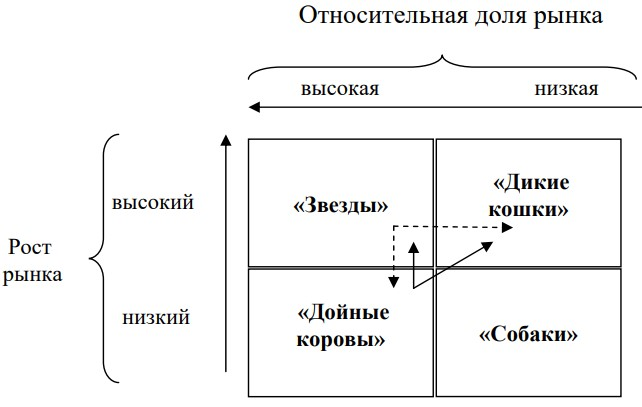 Относительная доля рынка
высокая
низкая
Рост
рынка
высокий
низкий
«Звезды»
«Дикие
кошки»
«Дойные
коровы»
«Собаки»